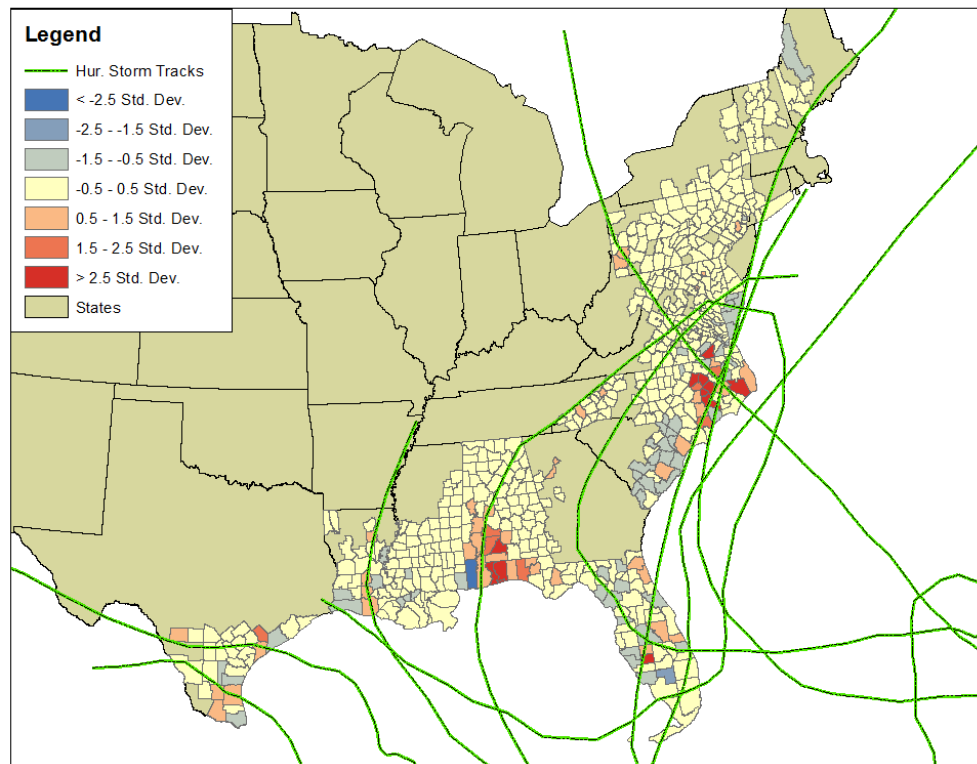 Legend
Hur. Storm Tracks
< -2.5 Std. Dev.
-2.5 - -1.5 Std. Dev.
-1.5 - -0.5 Std. Dev.
-0.5 - 0.5 Std. Dev.
0.5 - 1.5 Std. Dev.
1.5 - 2.5 Std. Dev.
> 2.5 Std. Dev.
States